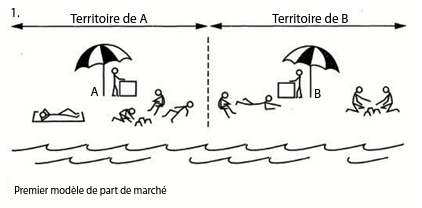 1.
Territoire de A
Territoire de B
A
B
Premier modèle de part de marché